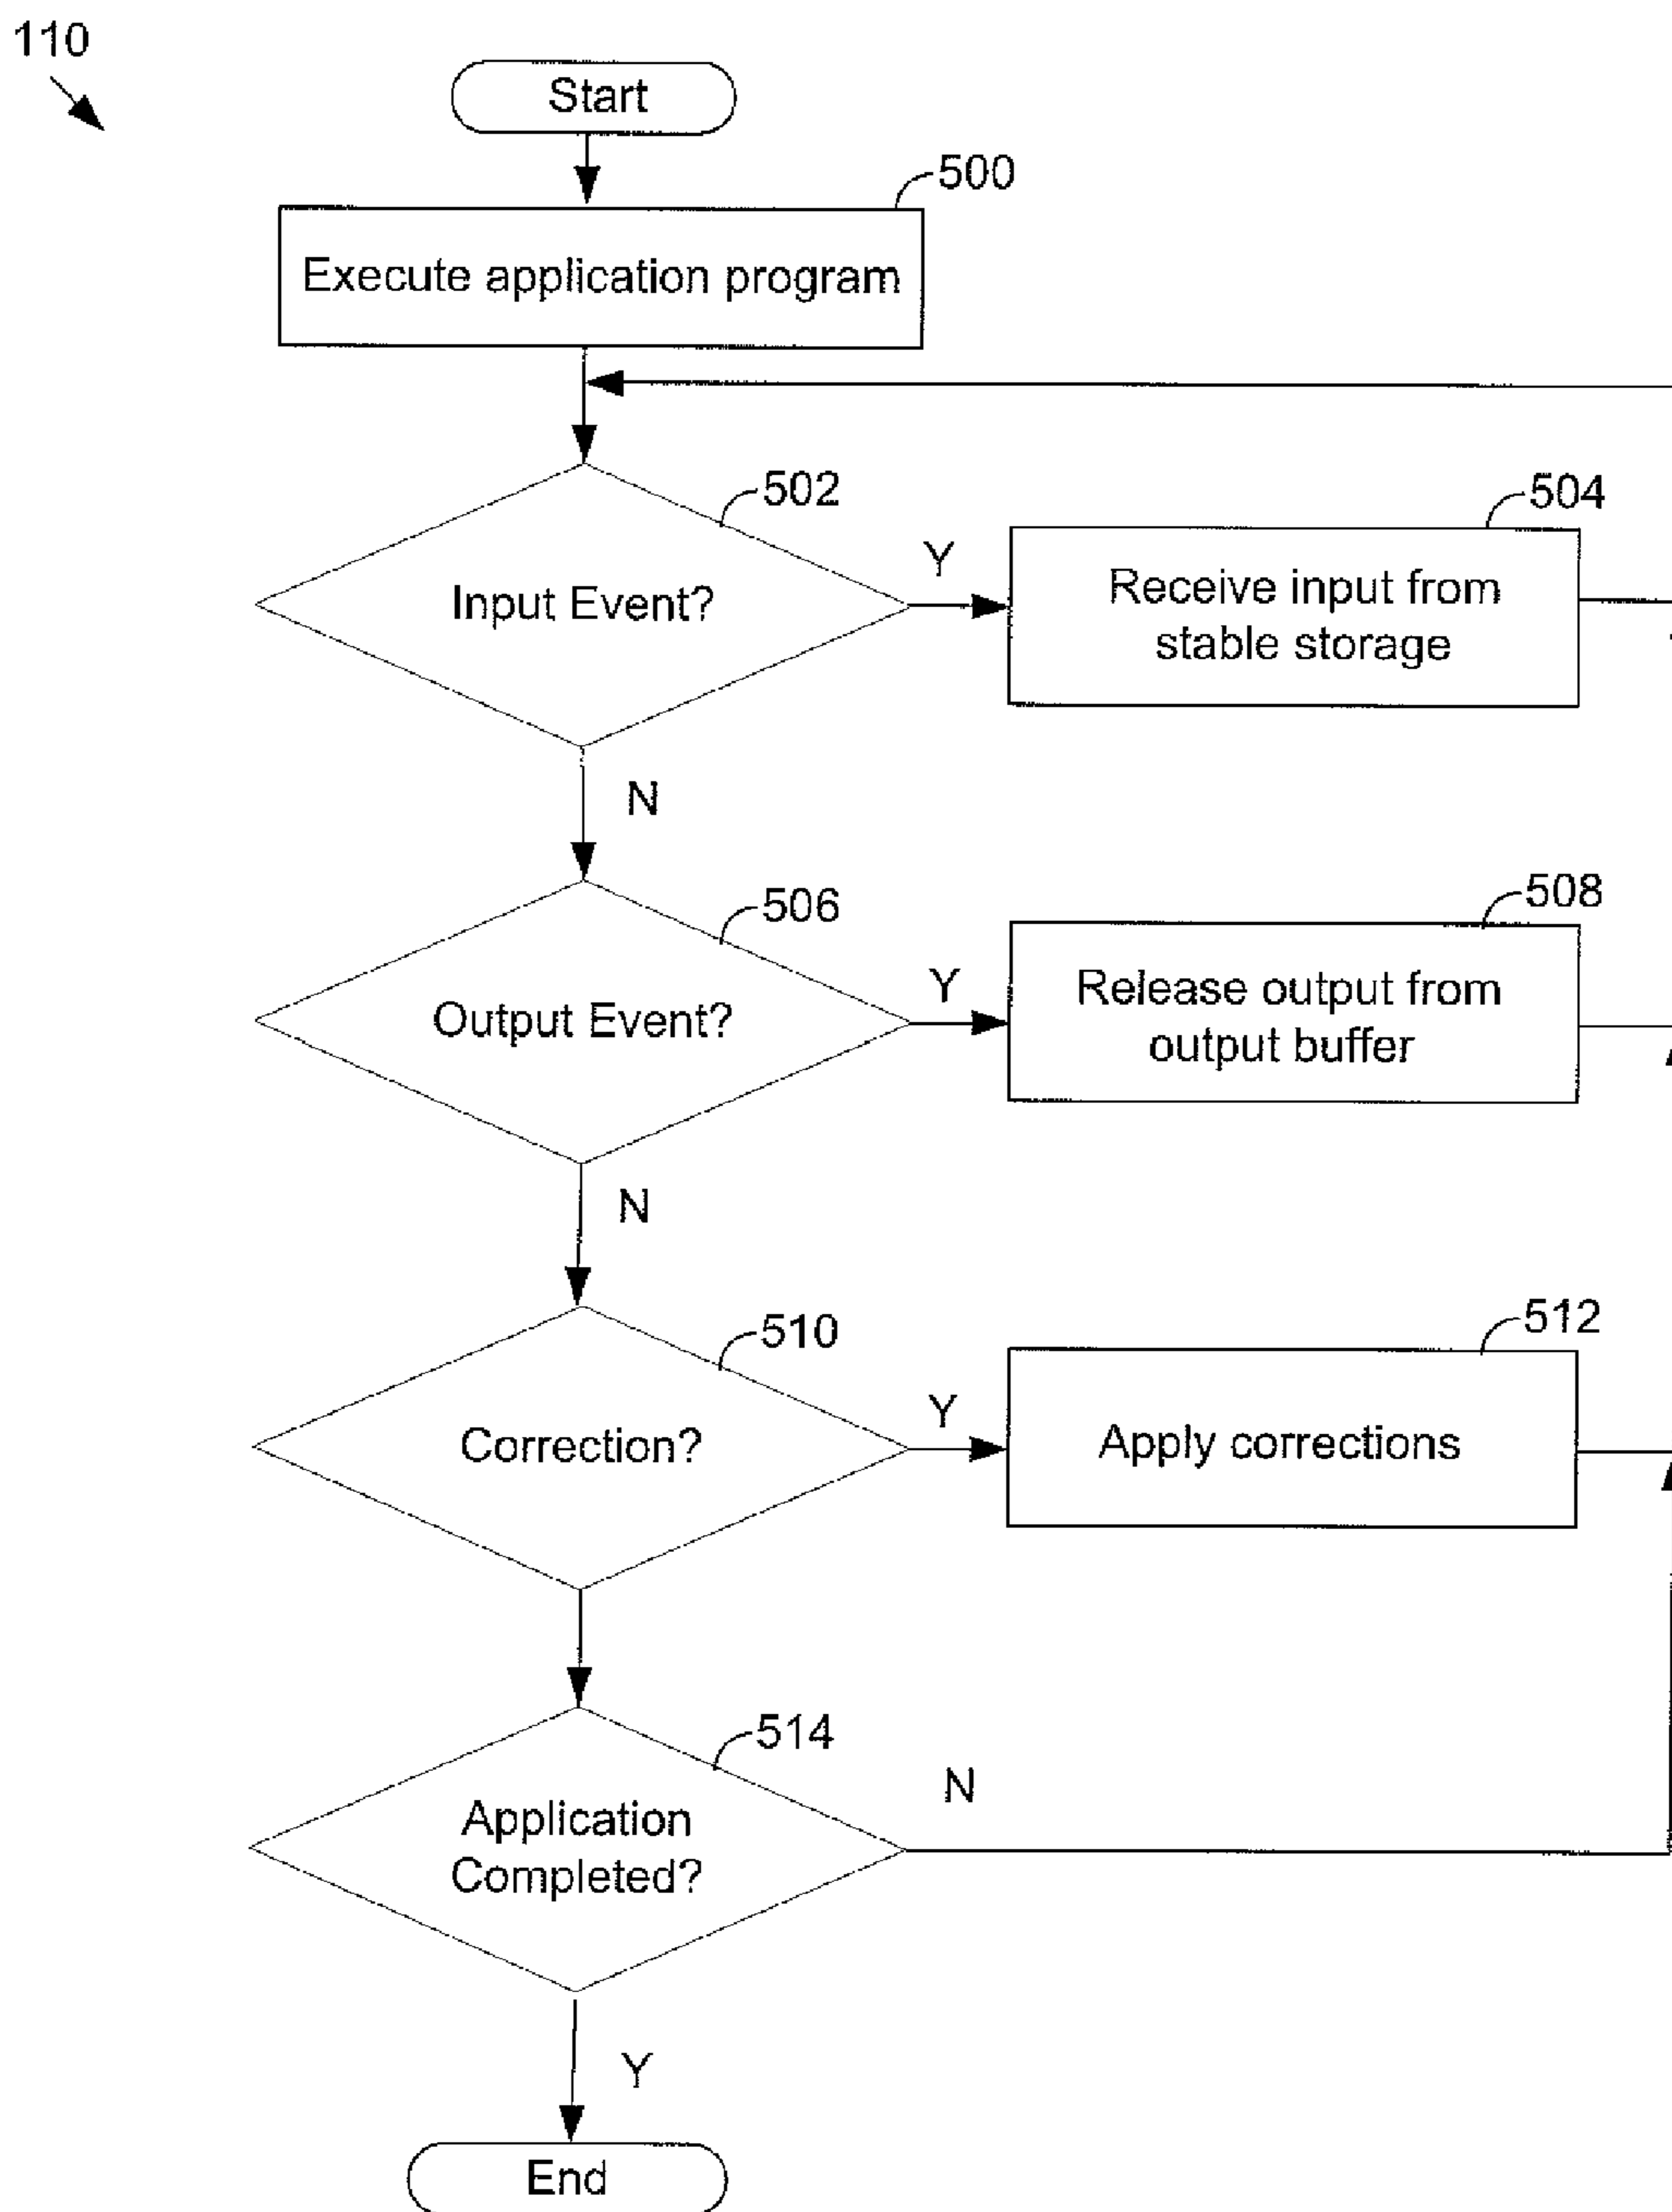 110
Start
500
Execute application program
502
504
Y
Input Event?
Receive input from
stable storage
N
506
508
Y
Output Event?
Release output from
output buffer
N
510
512
Y
Correction?
Apply corrections
514
N
Application
Completed?
Y
End